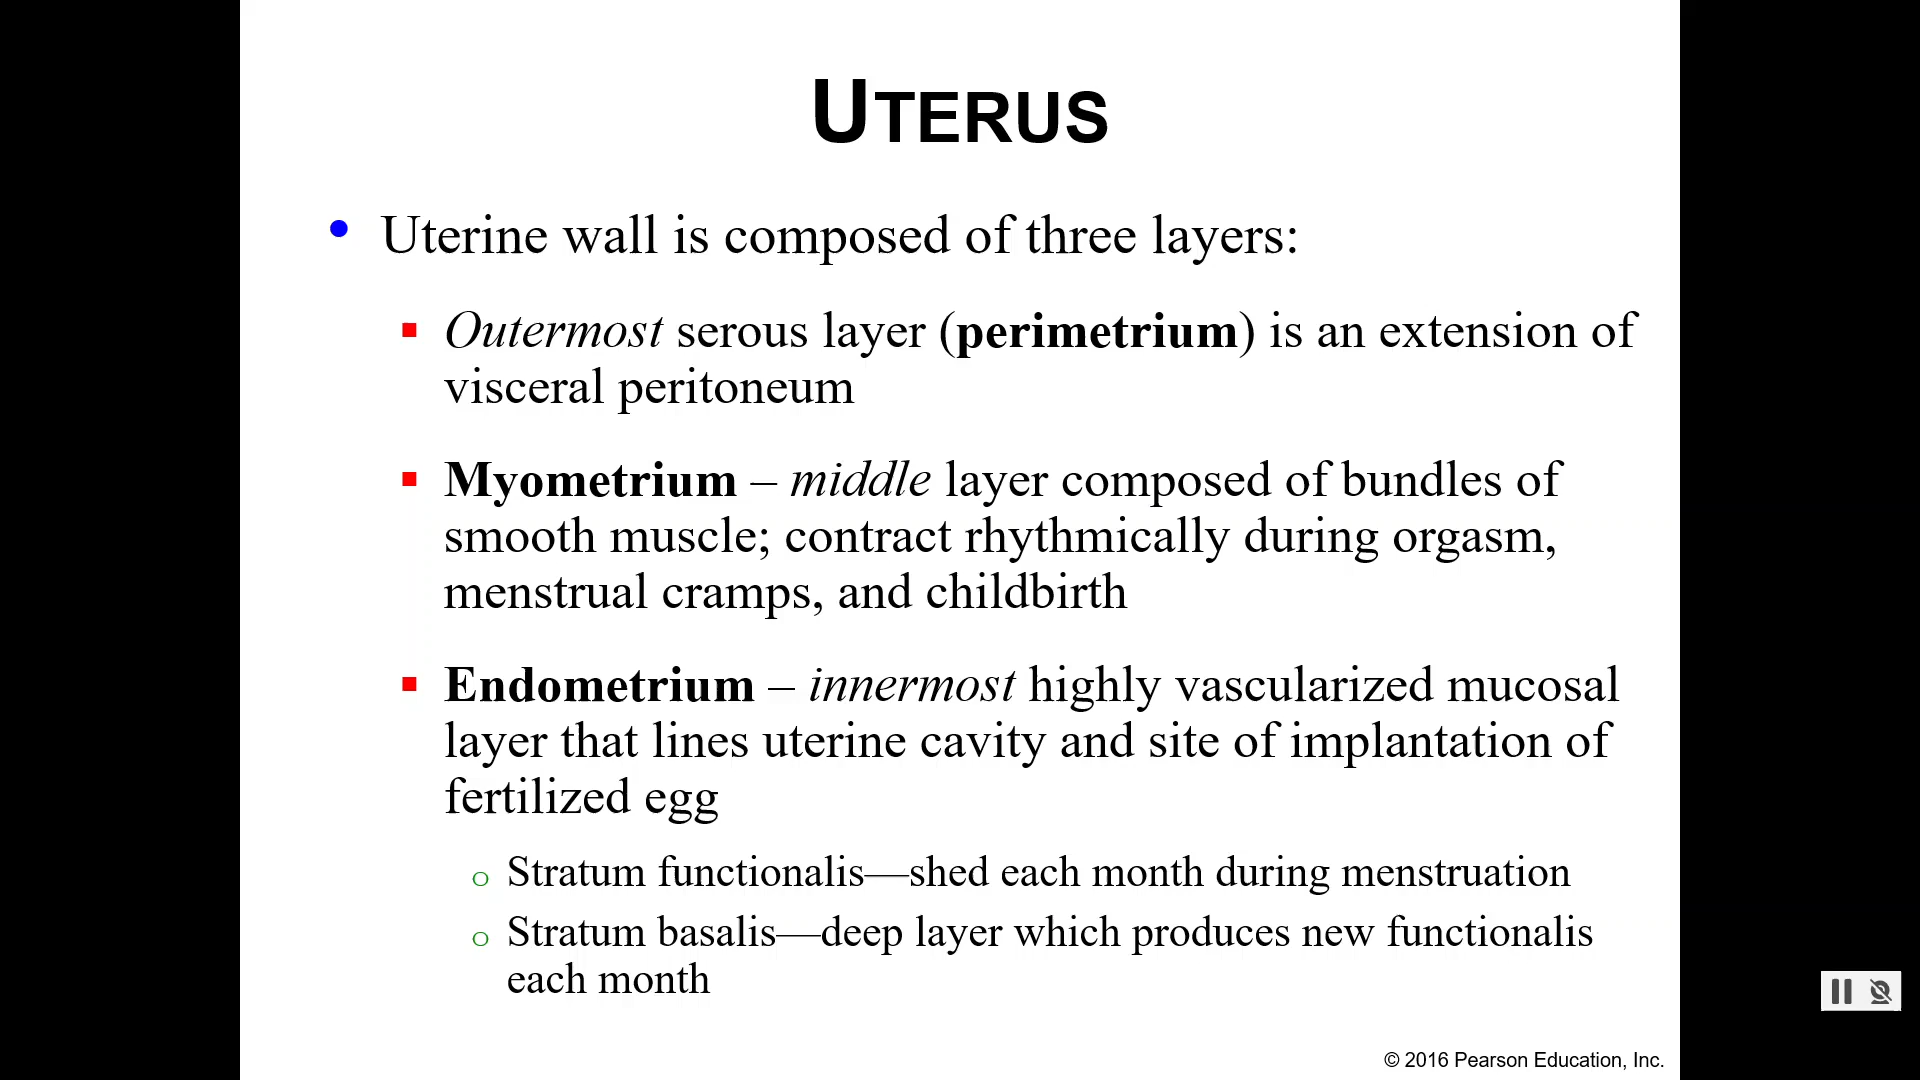 UTERUS
Uterine wall is composed of three layers:
Outermost serous layer (perimetrium) is an extension of
visceral peritoneum
Myometrium – middle layer composed of bundles of
smooth muscle; contract rhythmically during orgasm,
menstrual cramps, and childbirth
Endometrium – innermost highly vascularized mucosal
layer that lines uterine cavity and site of implantation of
fertilized egg
Stratum functionalis—shed each month during menstruation
Stratum basalis—deep layer which produces new functionalis
each month
© 2016 Pearson Education, Inc.